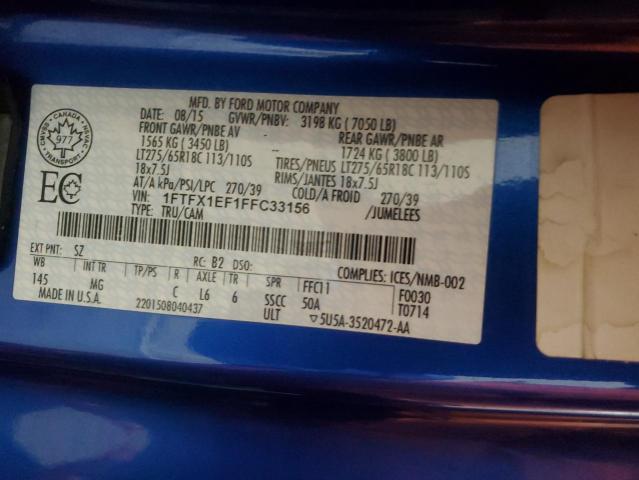 MFD. BY FORD MOTOR COMPANY
DATE: 08/15 GVWR/PNBV: 3198 KG ( 7050 LB)
FRONT GAWR/PNBE AV REAR GAWR/PNBE AR
1565 KG ( 3450 LB) 1724 KG ( 3800 LB)
LT275/65R18C 113/110S TIRES/PNEUS LT275/65R18C 113/110S
18x7.5J RIMS/JANTES 18x7.5J
AT/A kPa/PSI/LPC 270/39 COLD/A FROID 270/39
VIN: 1FTFX1EF1FFC33156 /JUMELEES
TYPE: TRU/CAM
CANADA
CMVSS NSVAC
977
TRANSPORT
EC
EXT PNT: SZ RC: B2 DSO: COMPLIES: ICES/NMB-002
WB INT TR TP/PS R AXLE TR SPR FFC11 F0030
145 MG C L6 6 SSCC 50A T0714
MADE IN U.S.A. 2201508040437 ULT ▽5U5A-3520472-AA